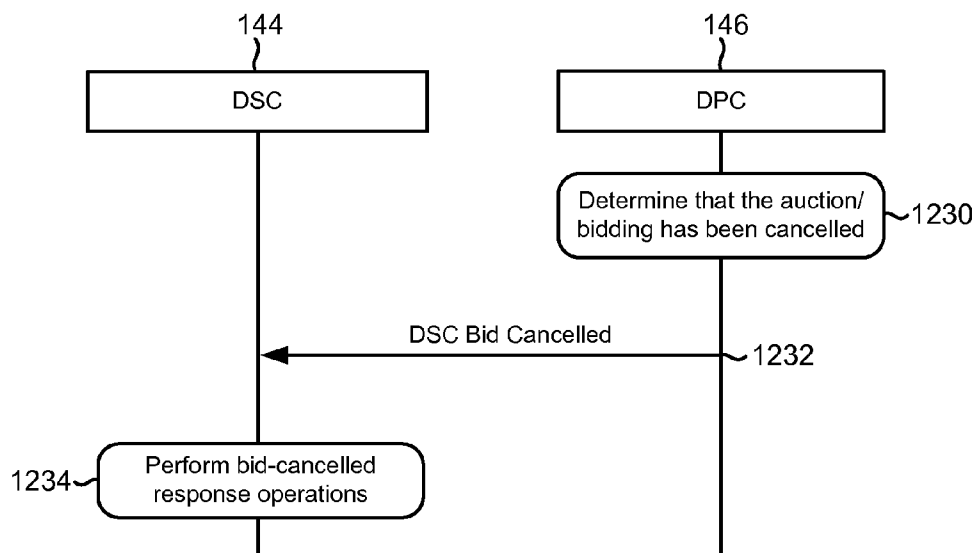 144
146
DSC
DPC
Determine that the auction/
bidding has been cancelled
1230
DSC Bid Cancelled
1232
Perform bid-cancelled
response operations
1234